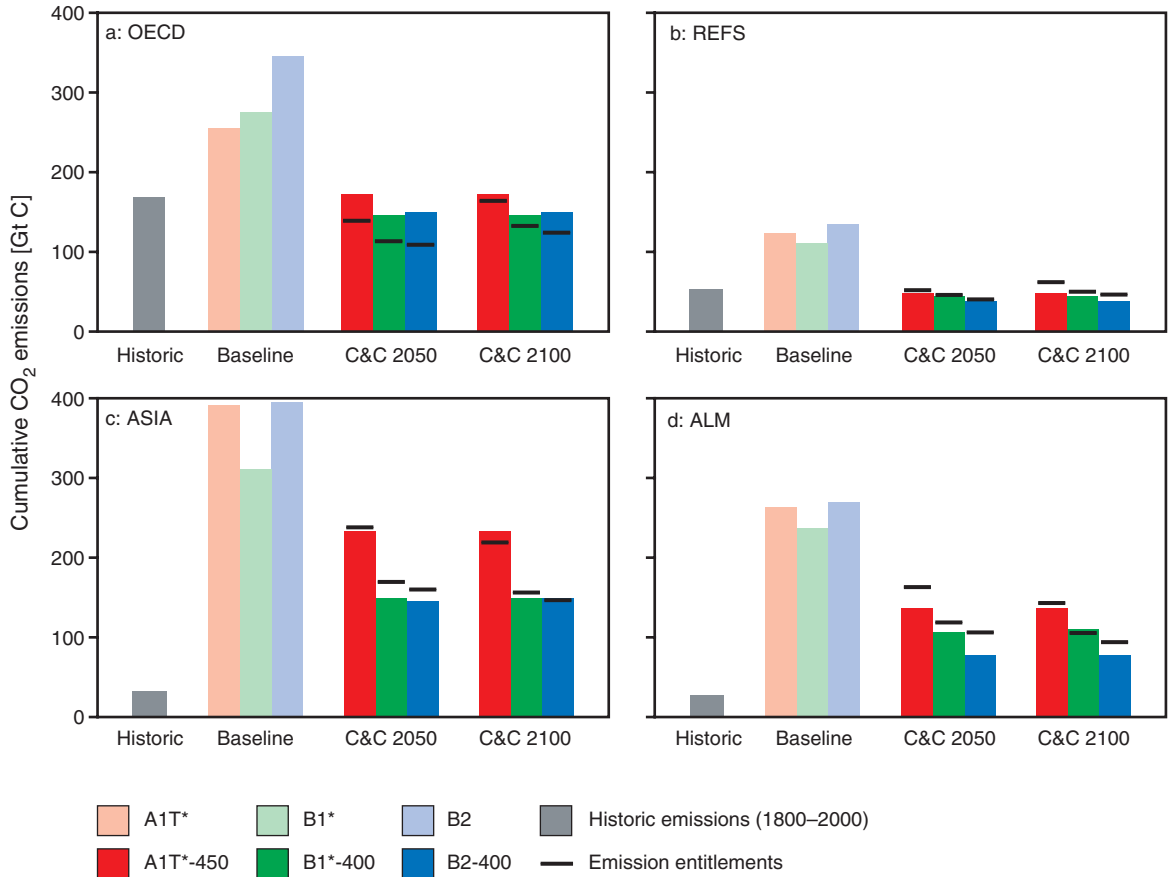 Cumulative CO2 emissions [Gt C]
a: OECD
400
300
200
100
0
Historic Baseline C&C 2050 C&C 2100
b: REFS
Historic Baseline C&C 2050 C&C 2100
c: ASIA
400
300
200
100
0
Historic Baseline C&C 2050 C&C 2100
d: ALM
Historic Baseline C&C 2050 C&C 2100
A1T* B1* B2 Historic emissions (1800–2000)
A1T*-450 B1*-400 B2-400 Emission entitlements